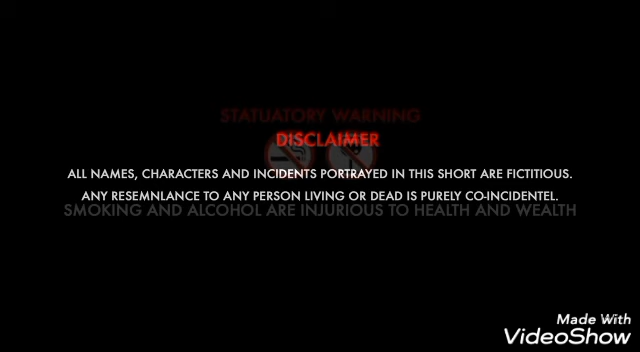 STATUATORY WARNING
DISCLAIMER
ALL NAMES, CHARACTERS AND INCIDENTS PORTRAYED IN THIS SHORT ARE FICTITIOUS.
ANY RESEMNLANCE TO ANY PERSON LIVING OR DEAD IS PURELY CO-INCIDENTEL.
SMOKING AND ALCOHOL ARE INJURIOUS TO HEALTH AND WEALTH
Made With
VideoShow